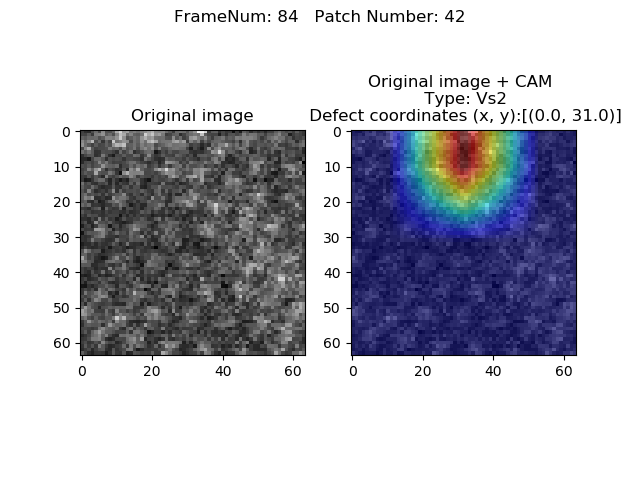 FrameNum: 84   Patch Number: 42
Original image
Original image + CAM
Type: Vs2
Defect coordinates (x, y):[(0.0, 31.0)]
0
10
20
30
40
50
60
0 20 40 60
0
10
20
30
40
50
60
0 20 40 60